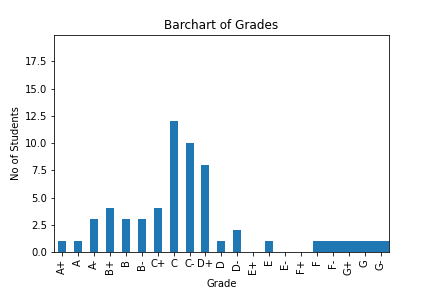 Barchart of Grades
No of Students
17.5
15.0
12.5
10.0
7.5
5.0
2.5
0.0
A+ A A- B+ B B- C+ C C- D+ D D- E+ E E- F+ F F- G+ G G-
Grade